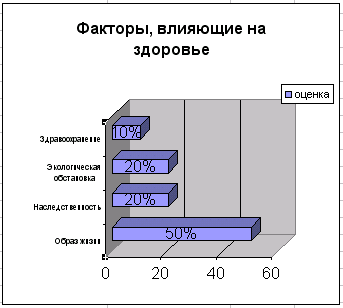 Факторы, влияющие на
здоровье
оценка
Здравоохранение
10%
Экологическая
обстановка
20%
Наследственность
20%
Образ жизни
50%
0 20 40 60